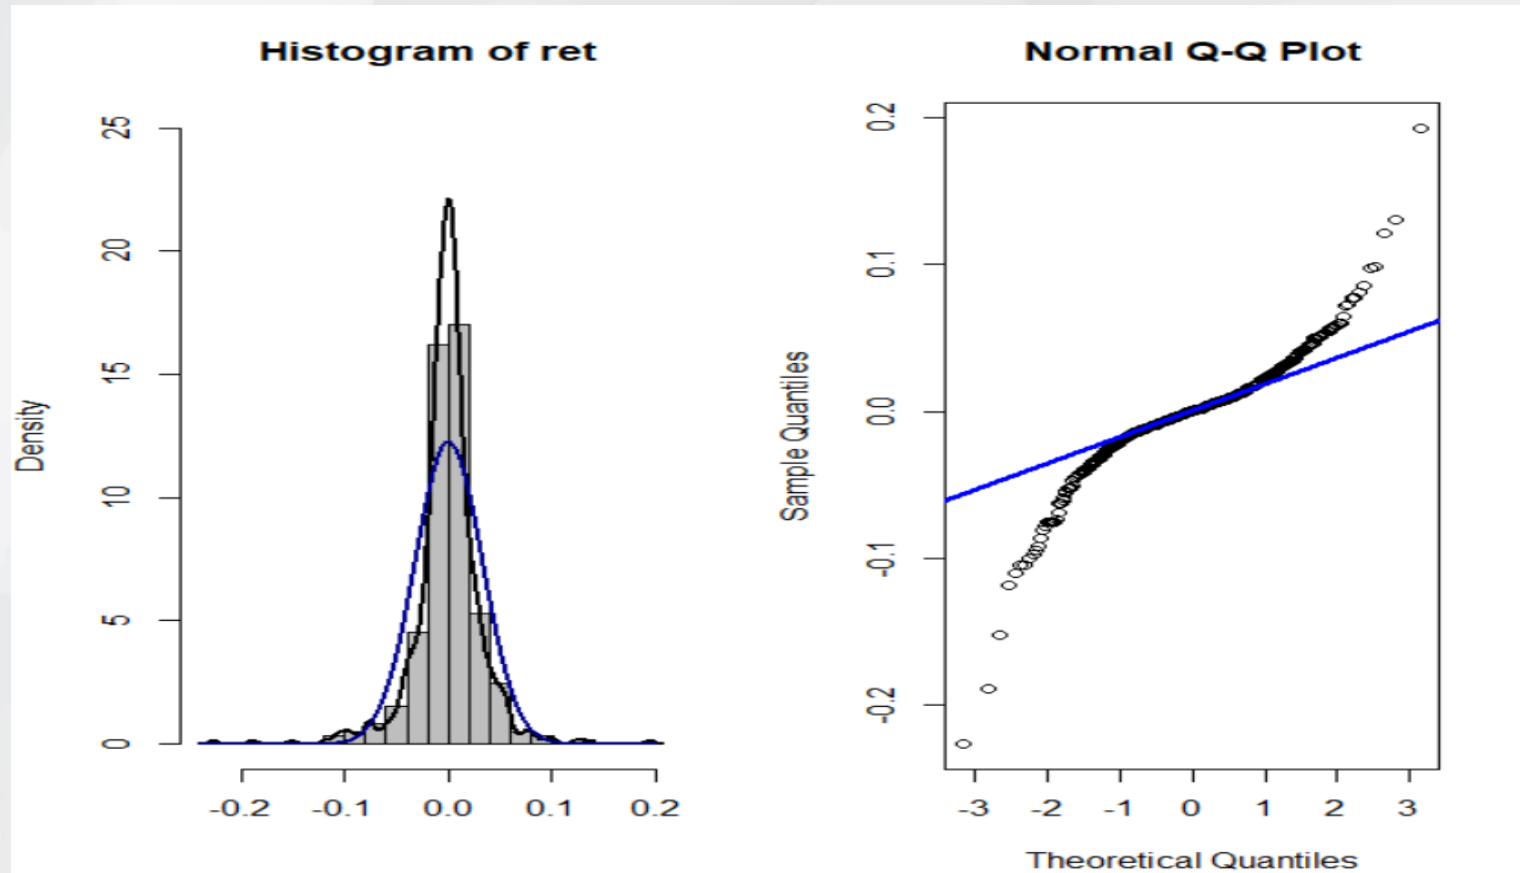 Histogram of ret
Density
25
20
15
10
5
0
-0.2 -0.1 0.0 0.1 0.2
Normal Q-Q Plot
Sample Quantiles
0.2
0.1
0.0
-0.1
-0.2
-3 -2 -1 0 1 2 3
Theoretical Quantiles